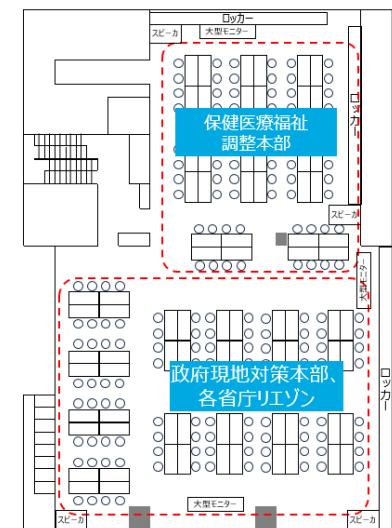 ロッカー
スピーカ
大型モニター
ロッカー
保健医療福祉
調整本部
スピーカ
大型モニター
政府現地対策本部、
各省庁リエゾン
ロッカー
大型モニター
スピーカ
スピーカ